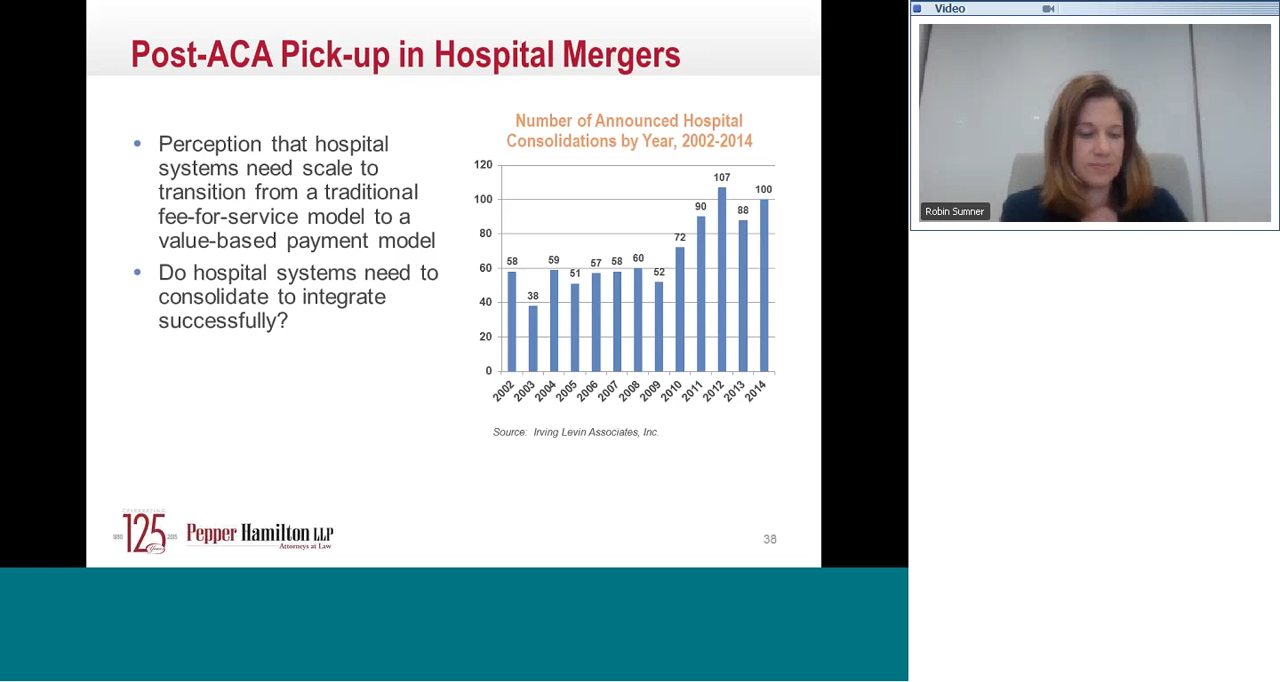 Post-ACA Pick-up in Hospital Mergers
• Perception that hospital
systems need scale to
transition from a traditional
fee-for-service model to a
value-based payment model
• Do hospital systems need to
consolidate to integrate
successfully?
Number of Announced Hospital
Consolidations by Year, 2002-2014
120
100
80
60
40
20
0
58
38
59
51
57
58
60
52
72
90
107
88
100
2002
2003
2004
2005
2006
2007
2008
2009
2010
2011
2012
2013
2014
Source: Irving Levin Associates, Inc.
CELEBRATING
125
Years
Pepper Hamilton LLP
Attorneys at Law
38
Video
Robin Sumner